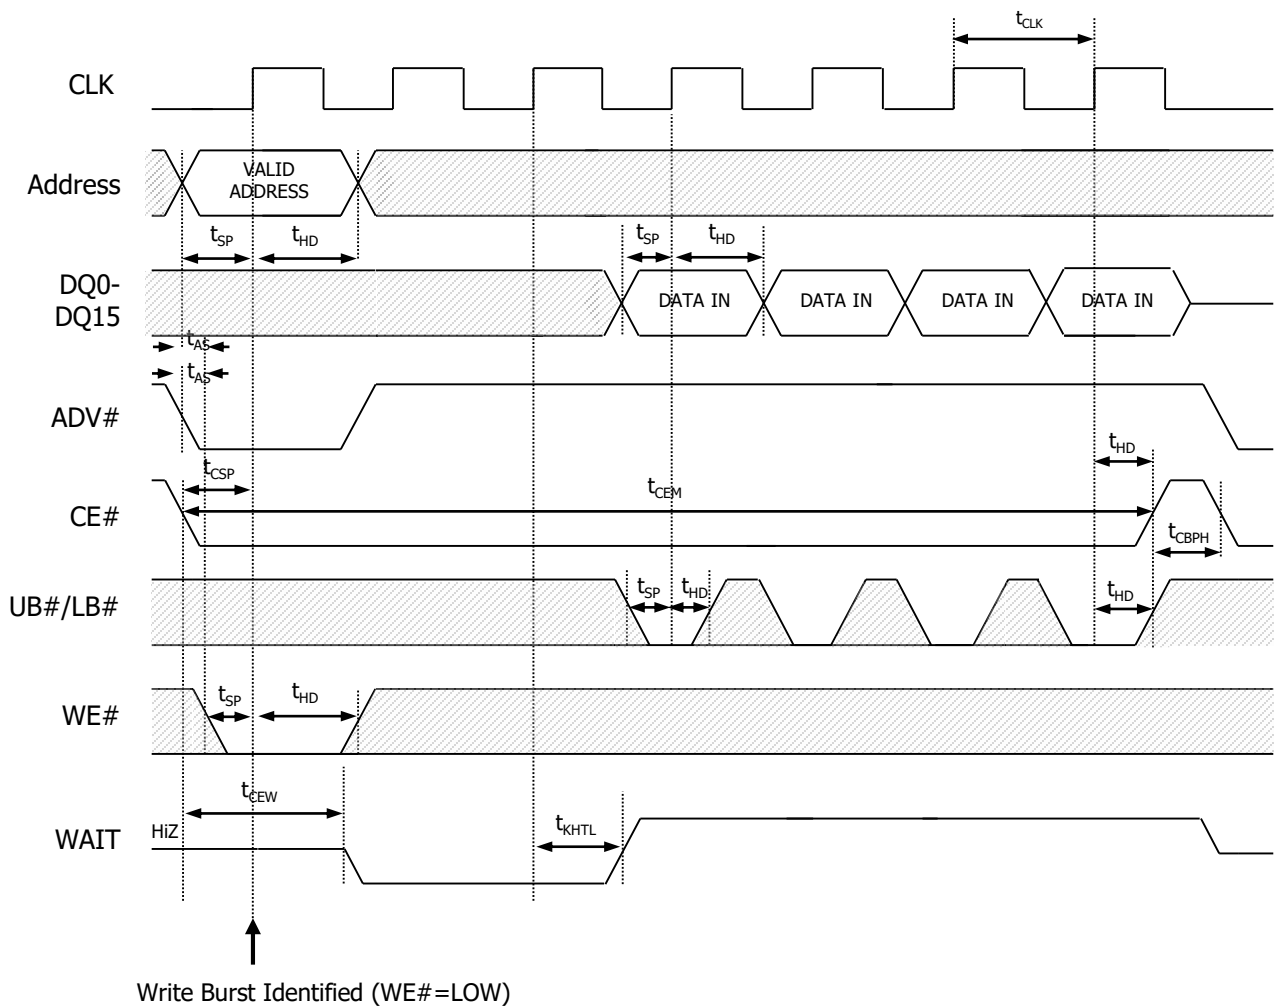 tCLK
CLK
Address
VALID
ADDRESS
tSP
tHD
tSP
tHD
DQ0-
DQ15
DATA IN
DATA IN
DATA IN
DATA IN
tAS
tAS
ADV#
tHD
tCSP
tCEM
CE#
tCBPH
UB#/LB#
tSP
tHD
tHD
WE#
tSP
tHD
tCEW
WAIT
HiZ
tKHTL
Write Burst Identified (WE#=LOW)